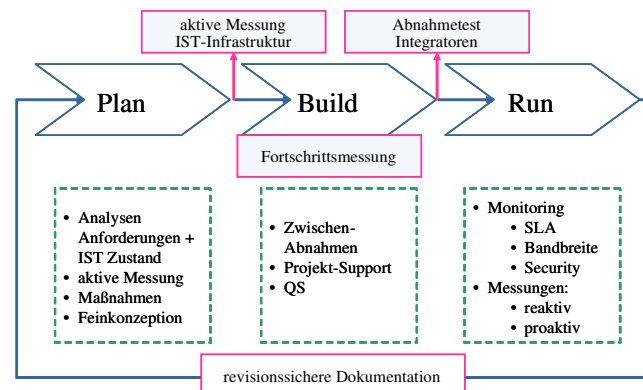 aktive Messung
IST-Infrastruktur
Abnahmetest
Integratoren
Plan
Build
Run
Fortschrittsmessung
• Analysen
Anforderungen +
IST Zustand
• aktive Messung
• Maßnahmen
• Feinkonzeption
• Zwischen-
Abnahmen
• Projekt-Support
• QS
• Monitoring
• SLA
• Bandbreite
• Security
• Messungen:
• reaktiv
• proaktiv
revisionssichere Dokumentation